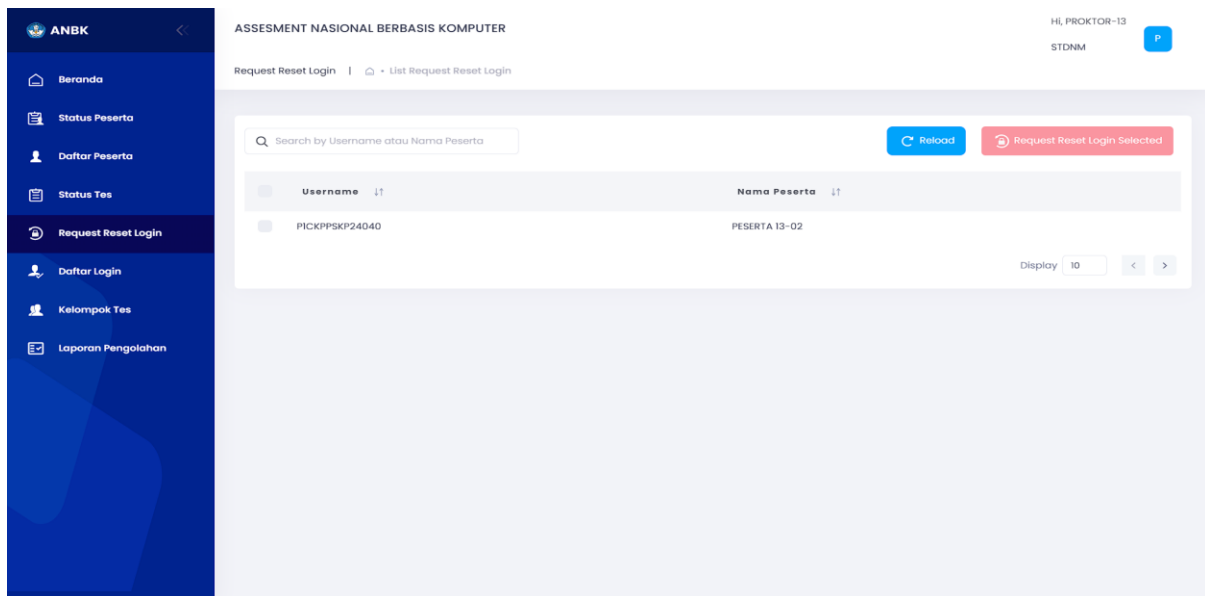 ANBK
ASSESMENT NASIONAL BERBASIS KOMPUTER
Hi, PROKTOR-13
STDNM
P
Request Reset Login | • List Request Reset Login
Beranda
Status Peserta
Daftar Peserta
Status Tes
Request Reset Login
Daftar Login
Kelompok Tes
Laporan Pengolahan
Search by Username atau Nama Peserta
Reload
Request Reset Login Selected
Username
Nama Peserta
P1CKPPSKP24040
PESERTA 13-02
Display 10